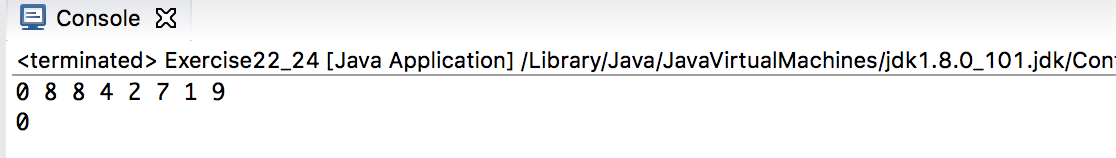 Console
<terminated> Exercise22_24 [Java Application] /Library/Java/JavaVirtualMachines/jdk1.8.0_101.jdk/Con
0 8 8 4 2 7 1 9
0